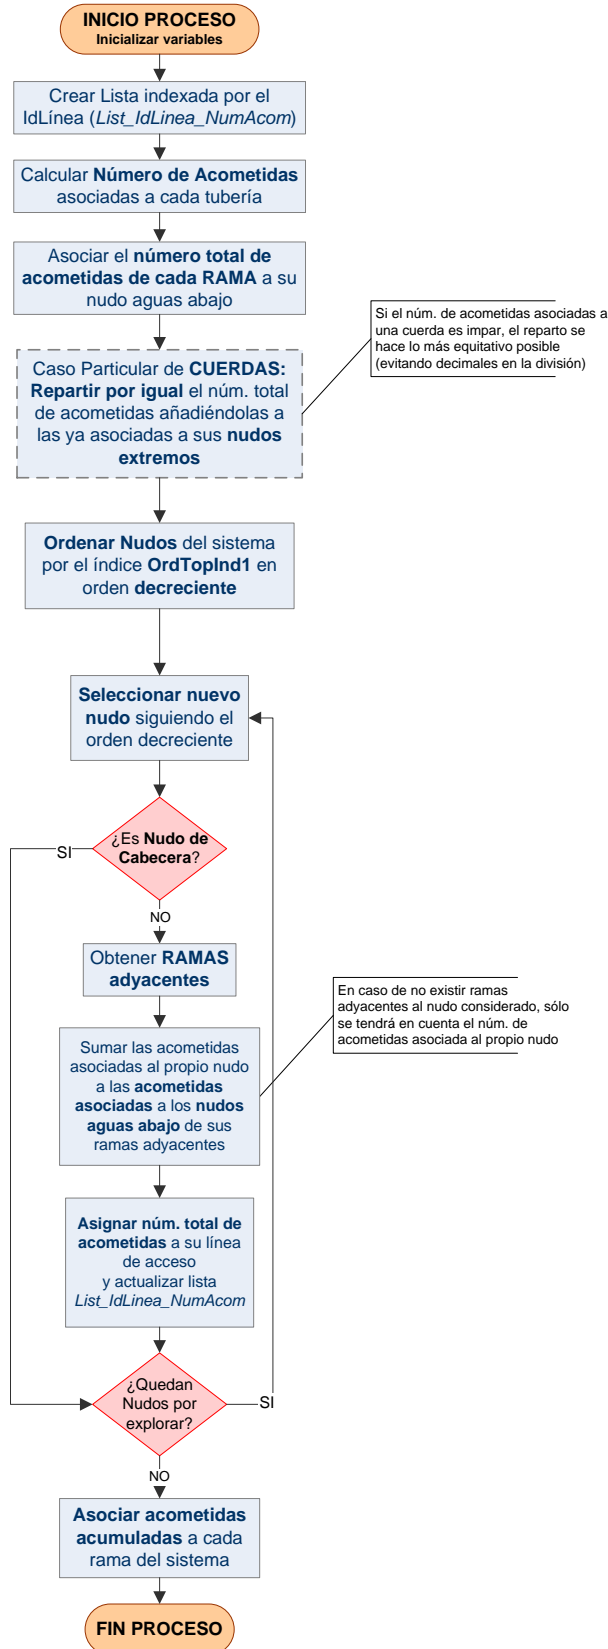 INICIO PROCESO
Inicializar variables
Crear Lista indexada por el
IdLínea (List_IdLinea_NumAcom)
Calcular Número de Acometidas
asociadas a cada tubería
Asociar el número total de
acometidas de cada RAMA a su
nudo aguas abajo
Si el núm. de acometidas asociadas a
una cuerda es impar, el reparto se
hace lo más equitativo posible
(evitando decimales en la división)
Caso Particular de CUERDAS:
Repartir por igual el núm. total
de acometidas añadiéndolas a
las ya asociadas a sus nudos
extremos
Ordenar Nudos del sistema
por el índice OrdTopInd1 en
orden decreciente
Seleccionar nuevo
nudo siguiendo el
orden decreciente
¿Es Nudo de
Cabecera?
SI
NO
Obtener RAMAS
adyacentes
En caso de no existir ramas
adyacentes al nudo considerado, sólo
se tendrá en cuenta el núm. de
acometidas asociada al propio nudo
Sumar las acometidas
asociadas al propio nudo
a las acometidas
asociadas a los nudos
aguas abajo de sus
ramas adyacentes
Asignar núm. total de
acometidas a su línea
de acceso
y actualizar lista
List_IdLinea_NumAcom
¿Quedan
Nudos por
explorar?
SI
NO
Asociar acometidas
acumuladas a cada
rama del sistema
FIN PROCESO